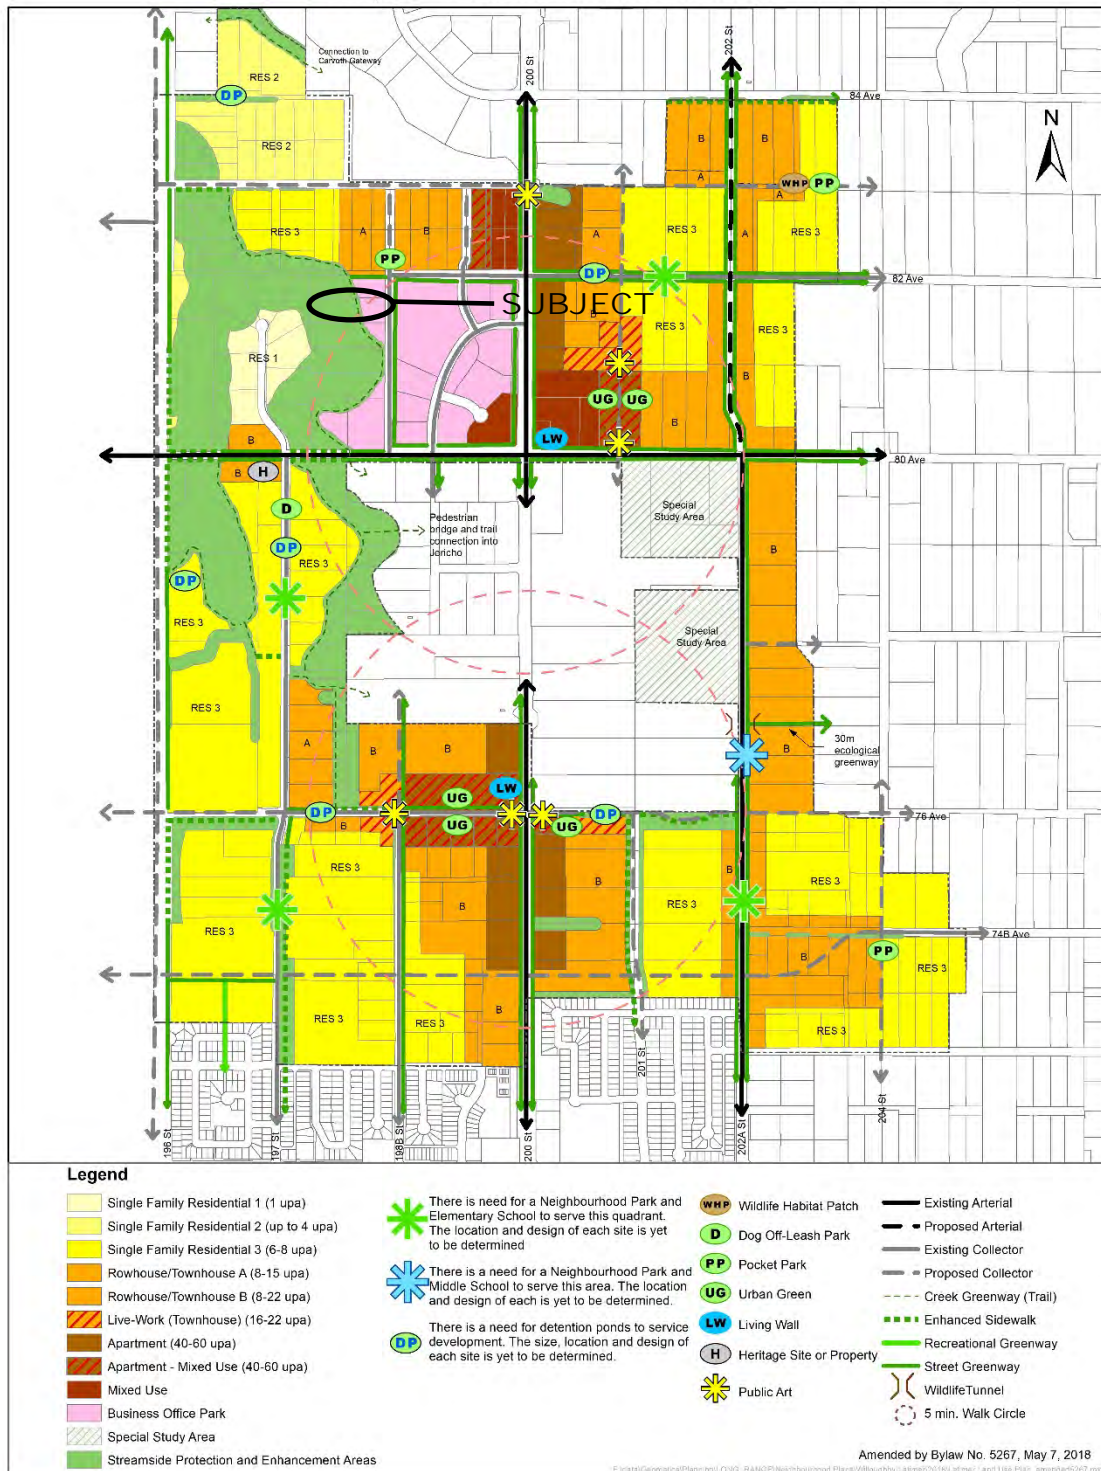 Connection to
Carvoth Gateway
200 St
202 St
RES 2
DP
84 Ave
RES 2
B
B
N
A
WHP
PP
A
RES 3
A
B
A
RES 3
A
RES 3
PP
DP
82 Ave
SUBJECT
B
RES 3
RES 3
RES 1
B
UG
UG
B
B
LW
B
H
80 Ave
Special
Study Area
D
Pedestrian
bridge and trail
connection into
Jericho
DP
B
RES 3
DP
RES 3
Special
Study Area
RES 3
A
B
B
30m
ecological
greenway
B
LW
UG
DP
DP
76 Ave
UG
UG
B
RES 3
B
B
RES 3
B
RES 3
RES 3
74B Ave
B
PP
RES 3
RES 3
RES 3
B
RES 3
201 St
204 St
196 St
197 St
198B St
200 St
202A St
Legend
Single Family Residential 1 (1 upa)
Single Family Residential 2 (up to 4 upa)
Single Family Residential 3 (6-8 upa)
Rowhouse/Townhouse A (8-15 upa)
Rowhouse/Townhouse B (8-22 upa)
Live-Work (Townhouse) (16-22 upa)
Apartment (40-60 upa)
Apartment - Mixed Use (40-60 upa)
Mixed Use
Business Office Park
Special Study Area
Streamside Protection and Enhancement Areas
There is need for a Neighbourhood Park and
Elementary School to serve this quadrant.
The location and design of each site is yet
to be determined
There is a need for a Neighbourhood Park and
Middle School to serve this area. The location
and design of each is yet to be determined.
DP
There is a need for detention ponds to service
development. The size, location and design of
each site is yet to be determined.
WHP Wildlife Habitat Patch
D Dog Off-Leash Park
PP Pocket Park
UG Urban Green
LW Living Wall
H Heritage Site or Property
Public Art
Existing Arterial
Proposed Arterial
Existing Collector
Proposed Collector
Creek Greenway (Trail)
Enhanced Sidewalk
Recreational Greenway
Street Greenway
WildlifeTunnel
5 min. Walk Circle
Amended by Bylaw No. 5267, May 7, 2018